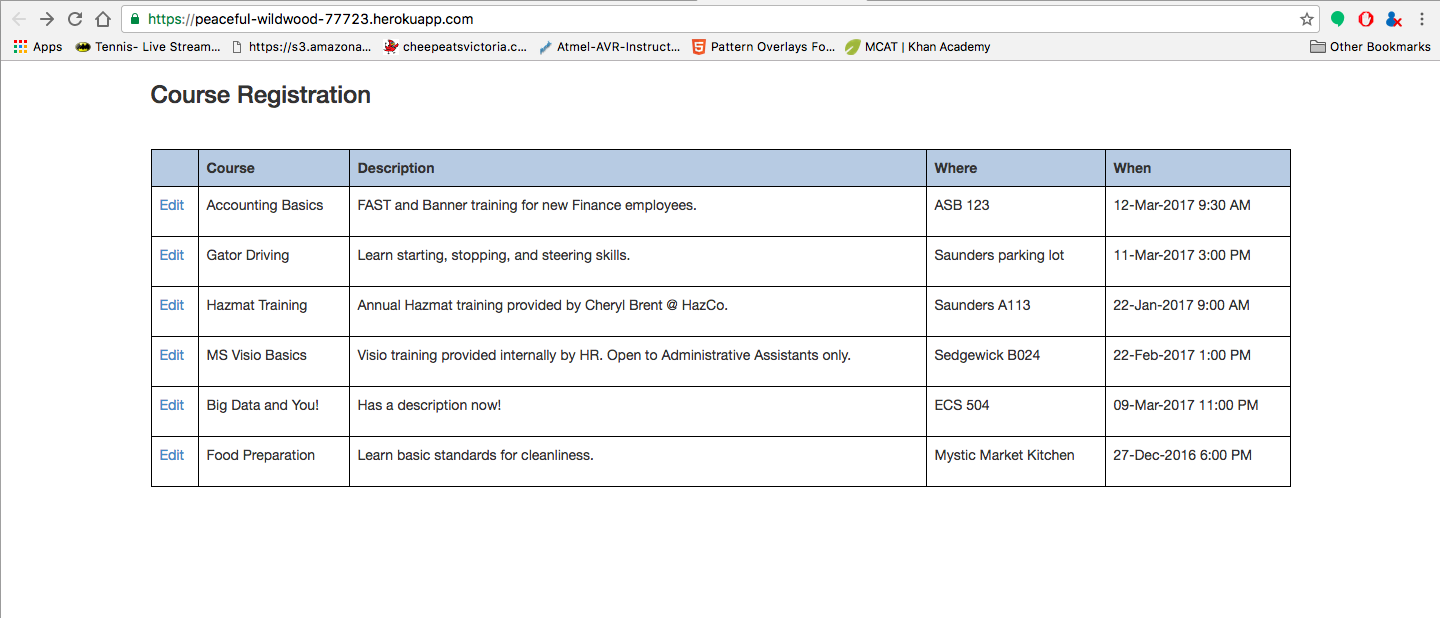 https://peaceful-wildwood-77723.herokuapp.com
Apps Tennis- Live Stream... https://s3.amazona... cheepeatsvictoria.c... Atmel-AVR-Instruct... Pattern Overlays Fo... MCAT | Khan Academy Other Bookmarks
Course Registration
Course Description Where When
Edit Accounting Basics FAST and Banner training for new Finance employees. ASB 123 12-Mar-2017 9:30 AM
Edit Gator Driving Learn starting, stopping, and steering skills. Saunders parking lot 11-Mar-2017 3:00 PM
Edit Hazmat Training Annual Hazmat training provided by Cheryl Brent @ HazCo. Saunders A113 22-Jan-2017 9:00 AM
Edit MS Visio Basics Visio training provided internally by HR. Open to Administrative Assistants only. Sedgewick B024 22-Feb-2017 1:00 PM
Edit Big Data and You! Has a description now! ECS 504 09-Mar-2017 11:00 PM
Edit Food Preparation Learn basic standards for cleanliness. Mystic Market Kitchen 27-Dec-2016 6:00 PM